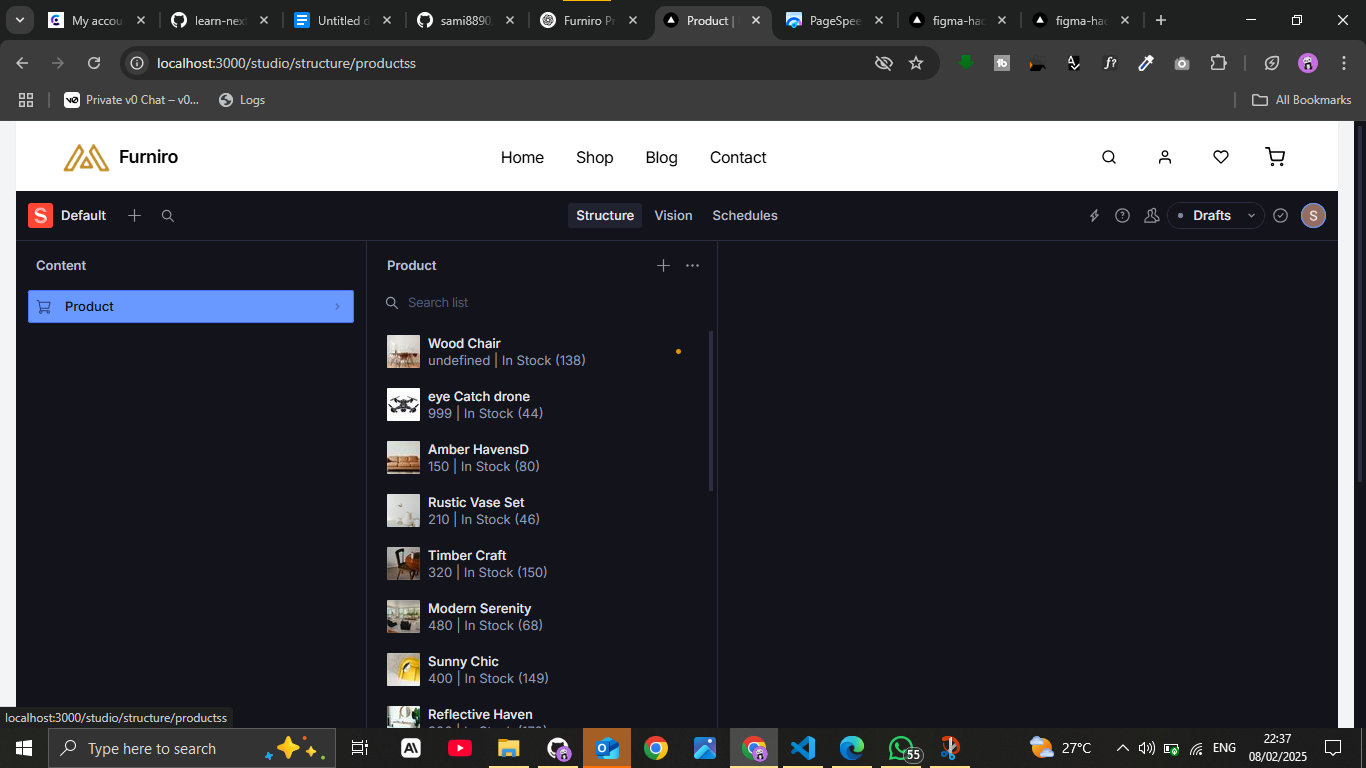 My accou
learn-nex
Untitled d
sami8890
Furniro Pr
Product |
PageSpee
figma-hac
figma-hac
localhost:3000/studio/structure/productss
Private v0 Chat – v0...
Logs
All Bookmarks
Furniro
Home
Shop
Blog
Contact
S
Default
Structure
Vision
Schedules
Drafts
S
Content
Product
Product
Search list
Wood Chair
undefined | In Stock (138)
eye Catch drone
999 | In Stock (44)
Amber HavensD
150 | In Stock (80)
Rustic Vase Set
210 | In Stock (46)
Timber Craft
320 | In Stock (150)
Modern Serenity
480 | In Stock (68)
Sunny Chic
400 | In Stock (149)
Reflective Haven
localhost:3000/studio/structure/productss
Type here to search
55
27°C
ENG
22:37
08/02/2025